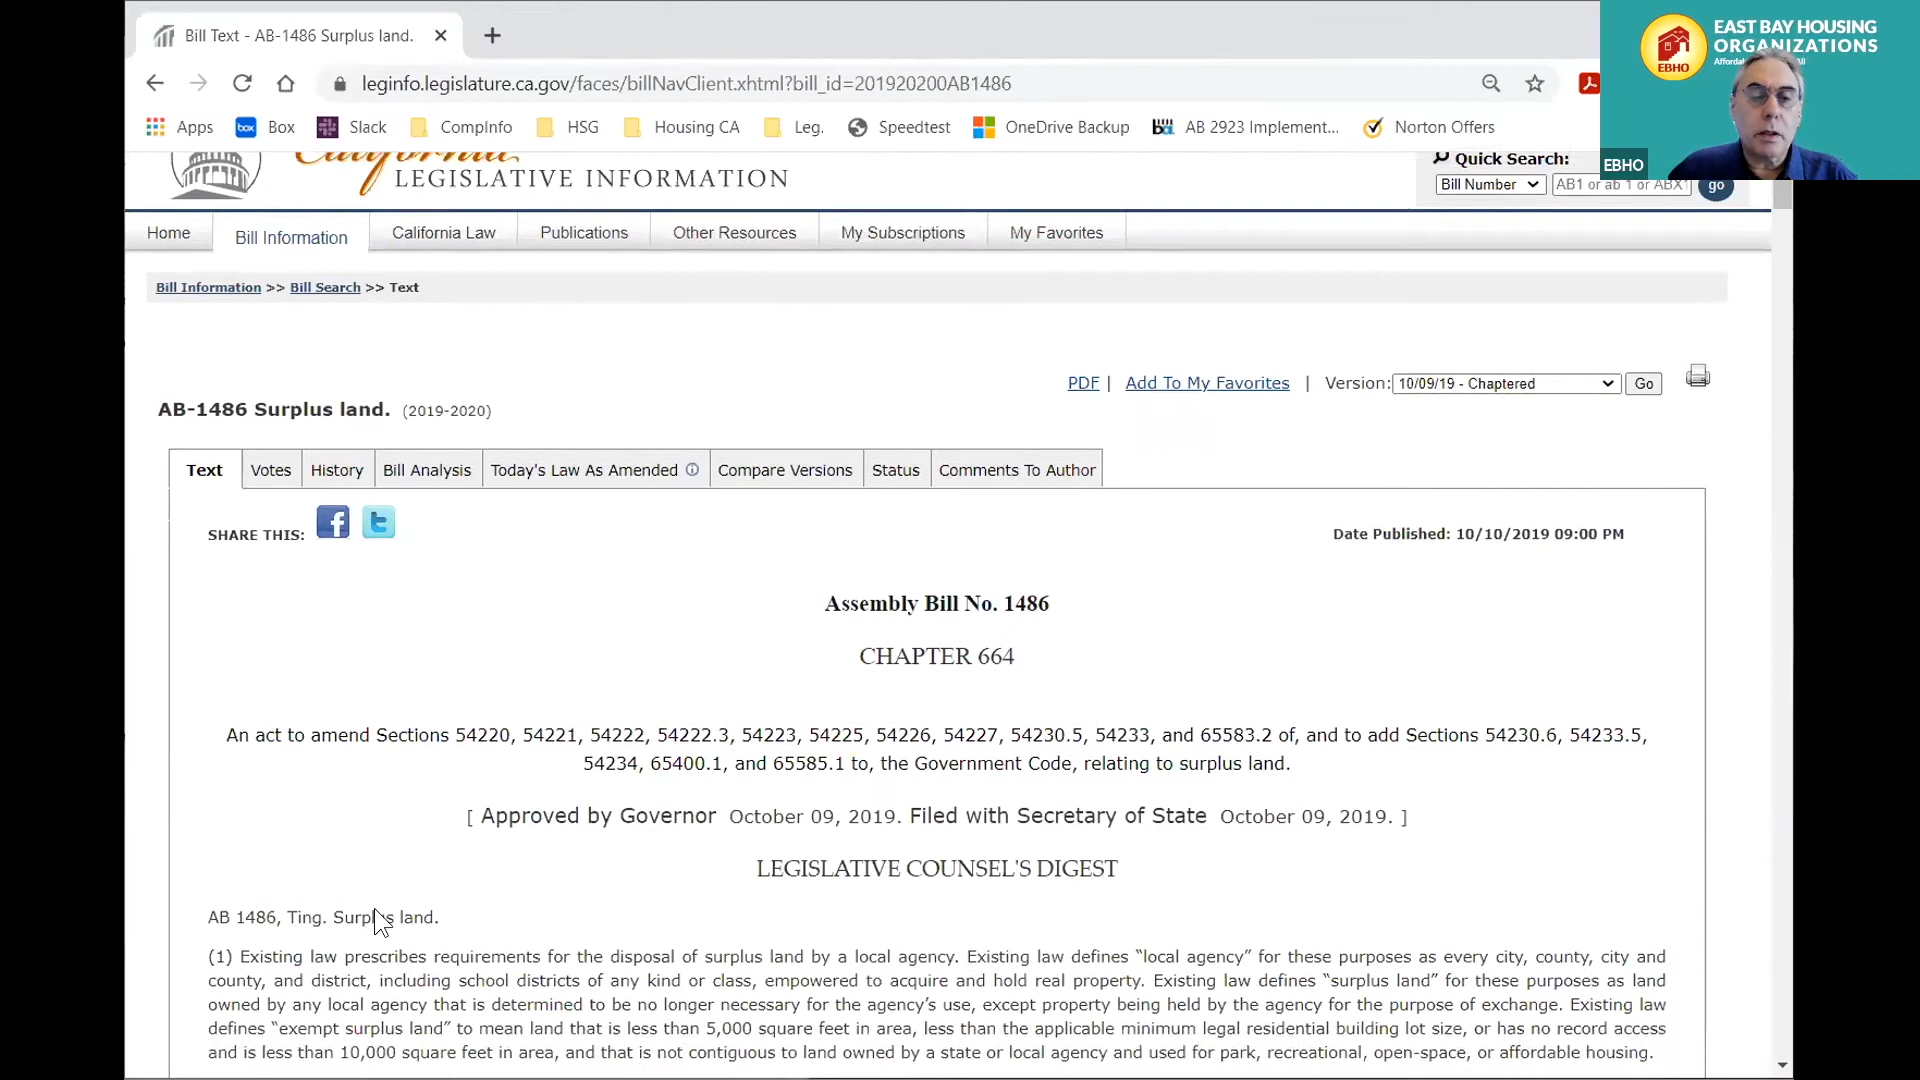 Bill Text - AB-1486 Surplus land.
EAST BAY HOUSING
ORGANIZATIONS
EBHO
leginfo.legislature.ca.gov/faces/billNavClient.xhtml?bill_id=201920200AB1486
Apps Box Slack CompInfo HSG Housing CA Leg. Speedtest OneDrive Backup AB 2923 Implement... Norton Offers
EBHO
California
LEGISLATIVE INFORMATION
Quick Search:
Bill Number AB1 or ab 1 or ABX1 go
Home Bill Information California Law Publications Other Resources My Subscriptions My Favorites
Bill Information >> Bill Search >> Text
PDF | Add To My Favorites | Version: 10/09/19 - Chaptered Go
AB-1486 Surplus land. (2019-2020)
Text Votes History Bill Analysis Today's Law As Amended Compare Versions Status Comments To Author
SHARE THIS:
Date Published: 10/10/2019 09:00 PM
Assembly Bill No. 1486
CHAPTER 664
An act to amend Sections 54220, 54221, 54222, 54222.3, 54223, 54225, 54226, 54227, 54230.5, 54233, and 65583.2 of, and to add Sections 54230.6, 54233.5,
54234, 65400.1, and 65585.1 to, the Government Code, relating to surplus land.
[ Approved by Governor October 09, 2019. Filed with Secretary of State October 09, 2019. ]
LEGISLATIVE COUNSEL'S DIGEST
AB 1486, Ting. Surplus land.
(1) Existing law prescribes requirements for the disposal of surplus land by a local agency. Existing law defines “local agency” for these purposes as every city, county, city and
county, and district, including school districts of any kind or class, empowered to acquire and hold real property. Existing law defines “surplus land” for these purposes as land
owned by any local agency that is determined to be no longer necessary for the agency’s use, except property being held by the agency for the purpose of exchange. Existing law
defines “exempt surplus land” to mean land that is less than 5,000 square feet in area, less than the applicable minimum legal residential building lot size, or has no record access
and is less than 10,000 square feet in area, and that is not contiguous to land owned by a state or local agency and used for park, recreational, open-space, or affordable housing.